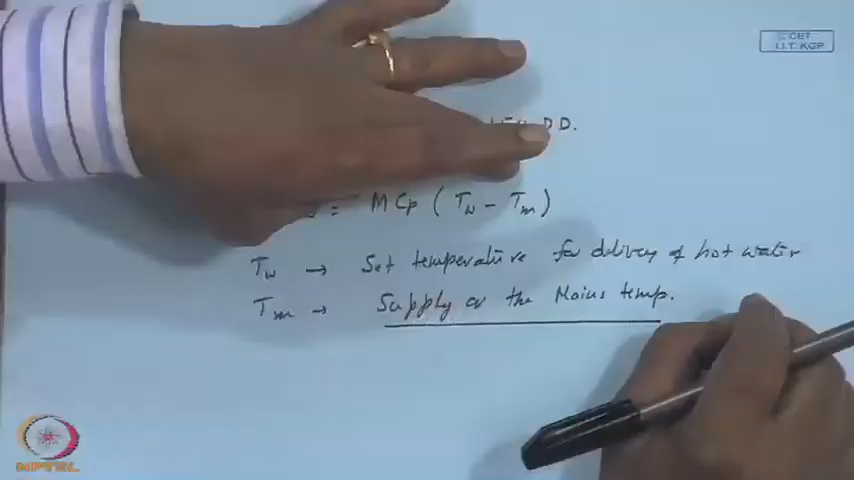 © CET
I.I.T. KGP
DD.
= MCp (Tw - Tm)
Tw → Set temperature for delivery of hot water
Tm → Supply or the Mains temp.
NPTEL